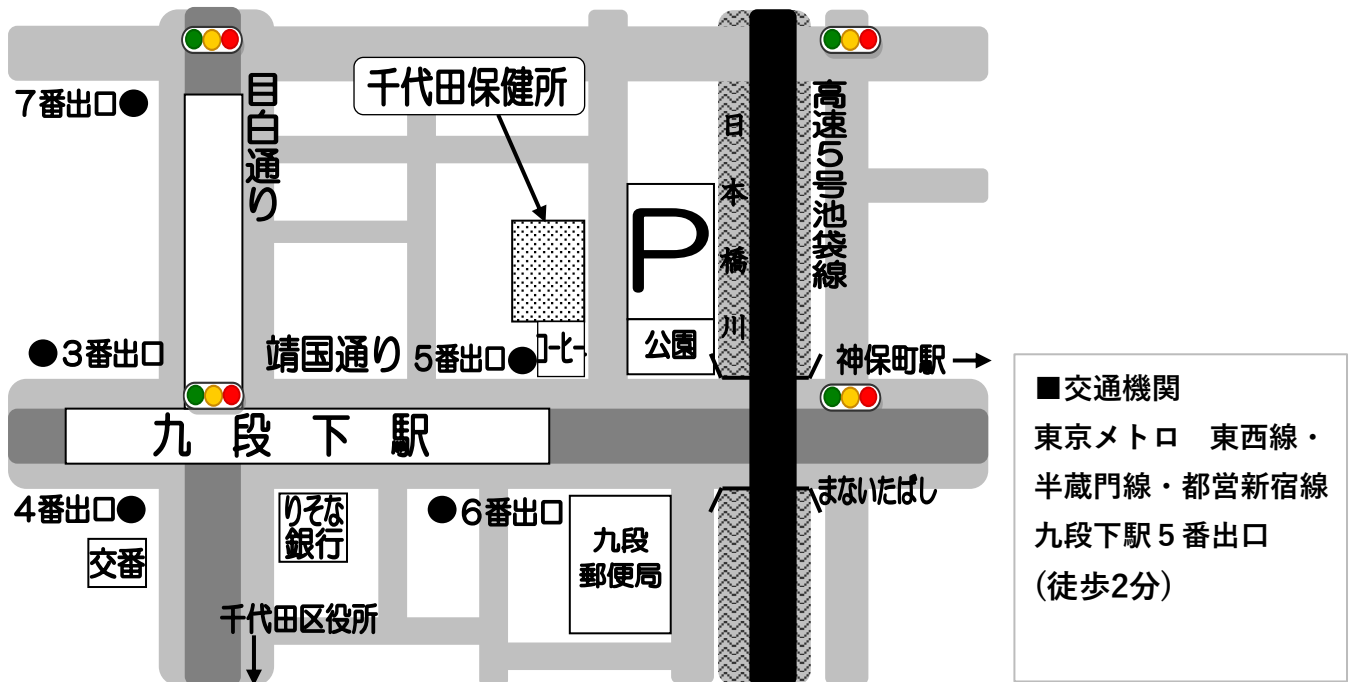 7番出口●
目白通り
千代田保健所
日本橋川
高速5号池袋線
P
●3番出口
靖国通り
5番出口●
コーヒー
公園
神保町駅
九段下駅
まないたばし
4番出口●
りそな
銀行
●6番出口
九段
郵便局
交番
千代田区役所
■交通機関
東京メトロ　東西線・
半蔵門線・都営新宿線
九段下駅5番出口
(徒歩2分)